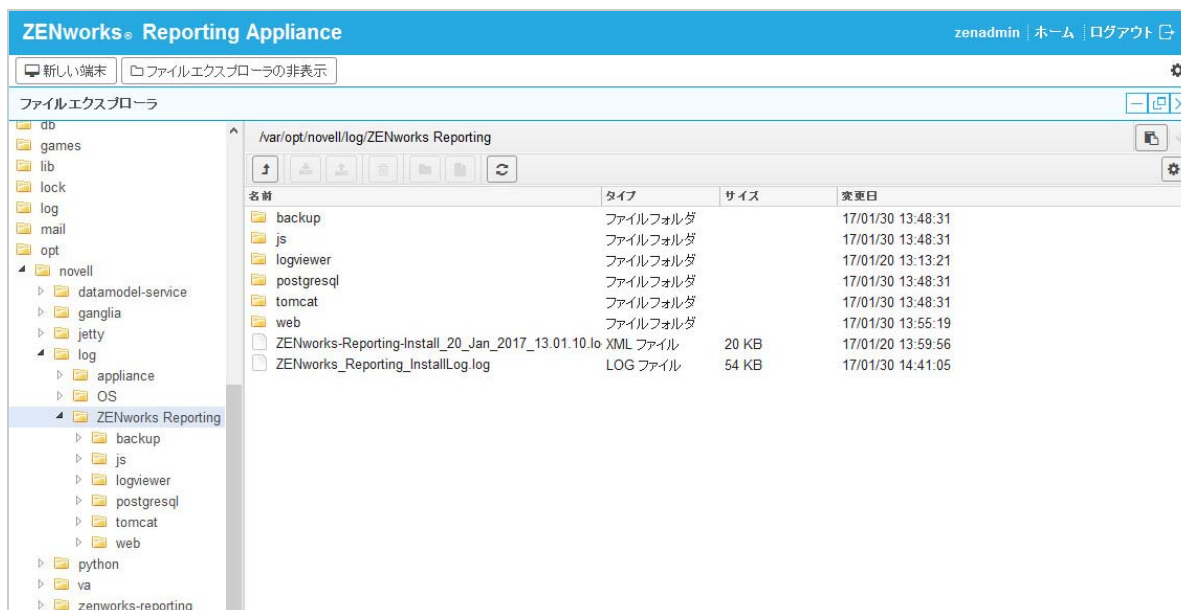 ZENworks® Reporting Appliance
zenadmin ホーム ログアウト
新しい端末 ファイルエクスプローラの非表示
ファイルエクスプローラ
db
games
lib
lock
log
mail
opt
novell
datamodel-service
ganglia
jetty
log
appliance
OS
ZENworks Reporting
backup
js
logviewer
postgresql
tomcat
web
python
va
zenworks-reporting
/var/opt/novell/log/ZENworks Reporting
名前 タイプ サイズ 変更日
backup ファイルフォルダ 17/01/30 13:48:31
js ファイルフォルダ 17/01/30 13:48:31
logviewer ファイルフォルダ 17/01/20 13:13:21
postgresql ファイルフォルダ 17/01/30 13:48:31
tomcat ファイルフォルダ 17/01/30 13:48:31
web ファイルフォルダ 17/01/30 13:55:19
ZENworks-Reporting-Install_20_Jan_2017_13.01.10.lo XML ファイル 20 KB 17/01/20 13:59:56
ZENworks_Reporting_InstallLog.log LOG ファイル 54 KB 17/01/30 14:41:05